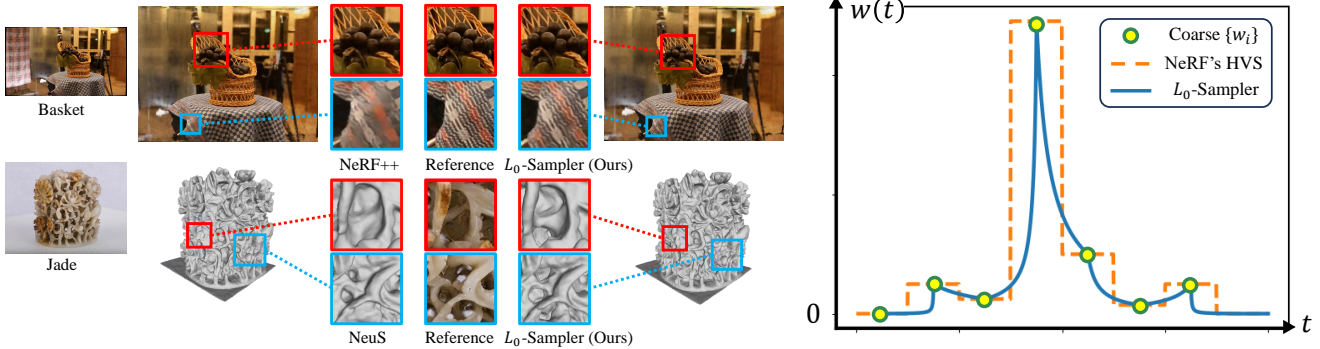 Basket
NeRF++
Reference
L₀-Sampler (Ours)
Jade
NeuS
Reference
L₀-Sampler (Ours)
w(t)
Coarse {wᵢ}
NeRF's HVS
L₀-Sampler
0
t